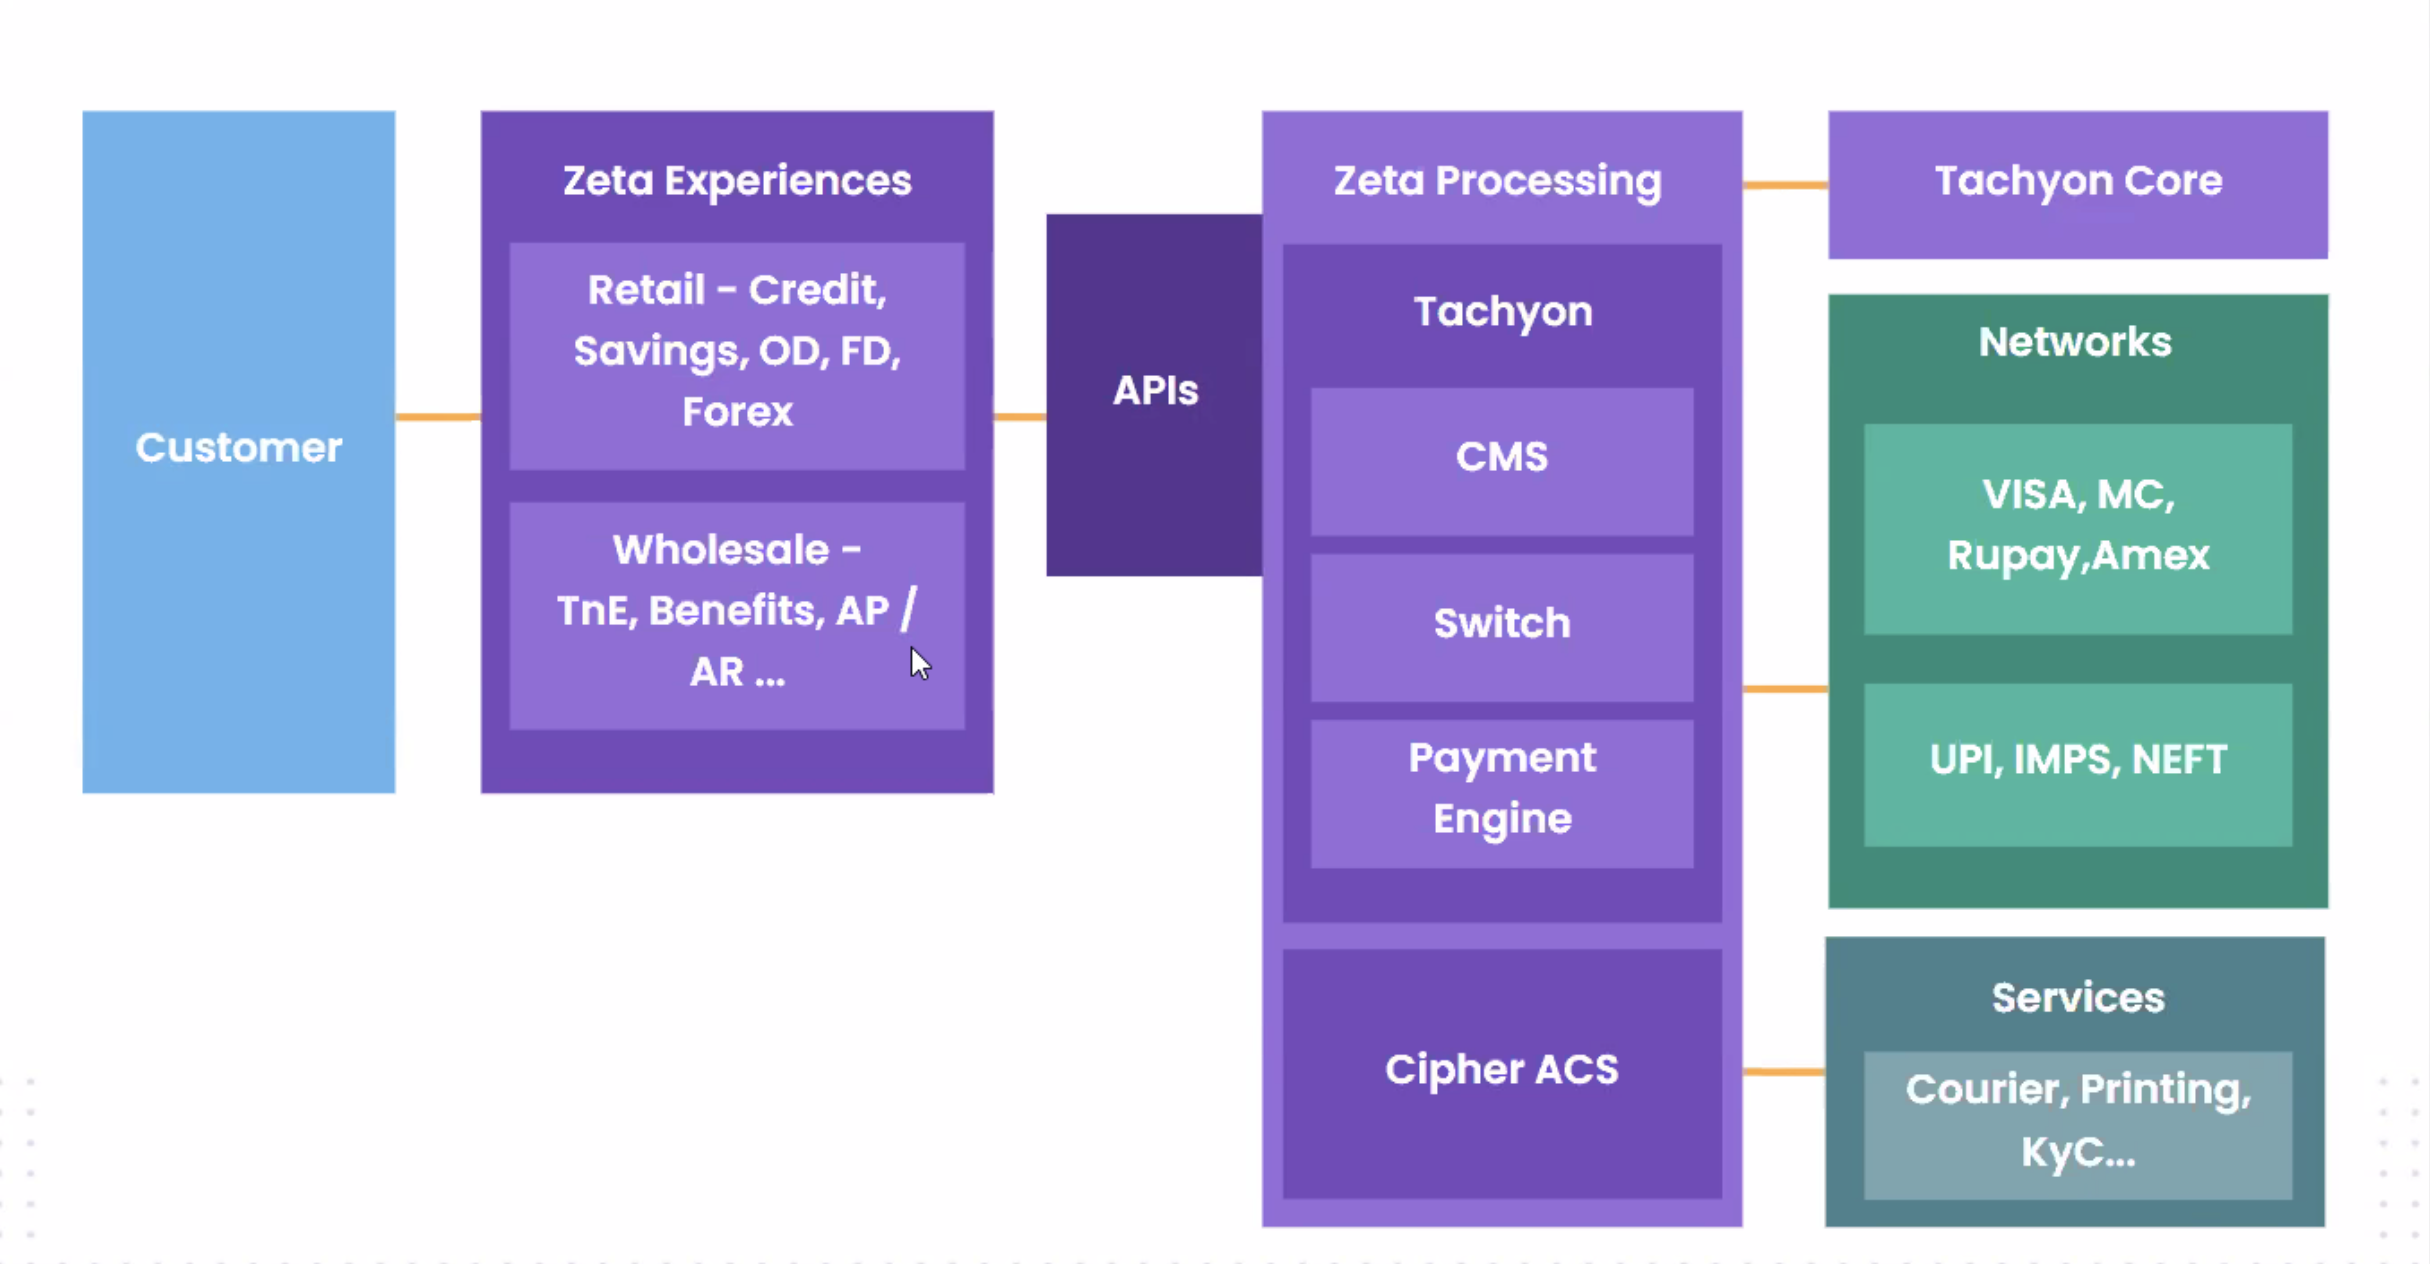 Customer
Zeta Experiences
Retail - Credit,
Savings, OD, FD,
Forex
Wholesale -
TnE, Benefits, AP /
AR ...
APIs
Zeta Processing
Tachyon
CMS
Switch
Payment
Engine
Cipher ACS
Tachyon Core
Networks
VISA, MC,
Rupay,Amex
UPI, IMPS, NEFT
Services
Courier, Printing,
KyC...